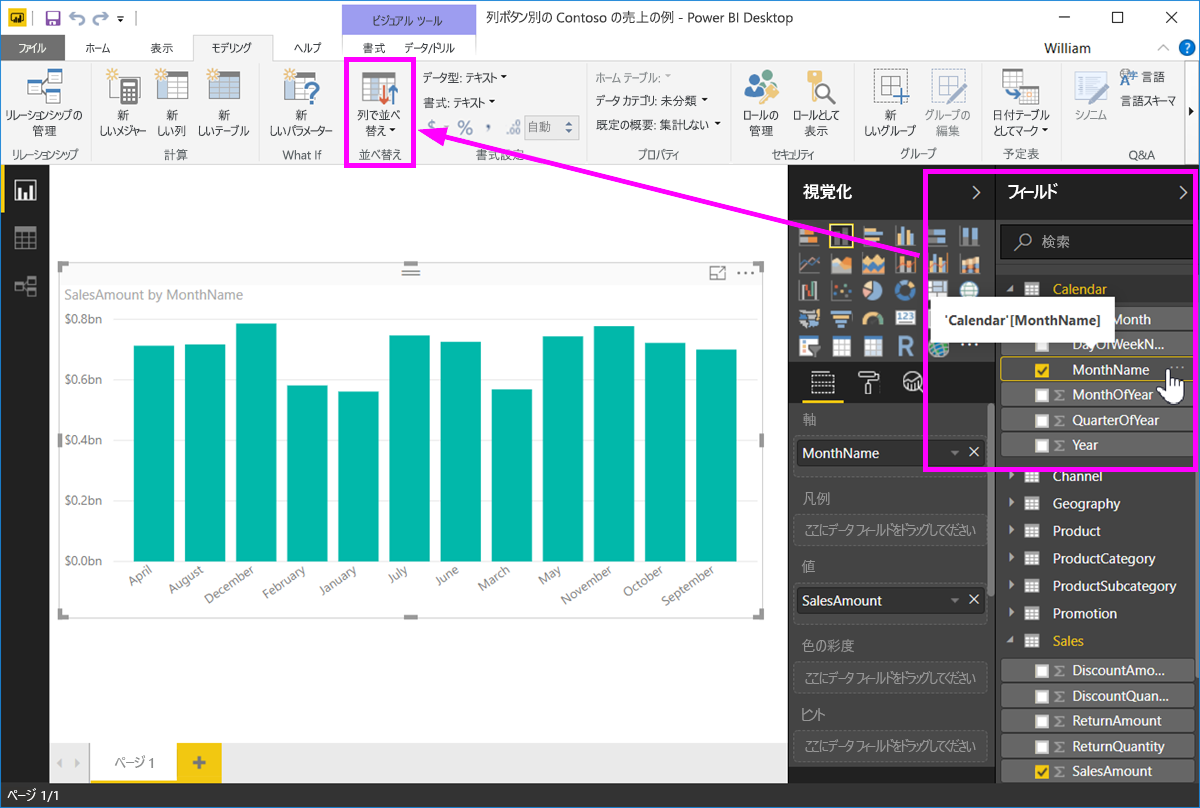 ビジュアル ツール
列ボタン別の Contoso の売上の例 - Power BI Desktop
ファイル
ホーム
表示
モデリング
ヘルプ
書式
データ/ドリル
William
?
リレーションシップの
管理
リレーションシップ
新
しいメジャー
新
しい列
新
しいテーブル
計算
新
しいパラメーター
What If
列で並べ
替え
並べ替え
データ型: テキスト
書式: テキスト
$ % , .00 自動
書式設定
ホーム テーブル:
データ カテゴリ: 未分類
既定の概要: 集計しない
プロパティ
ロールの
管理
ロールとして
表示
セキュリティ
新
しいグループ
グループの
編集
グループ
日付テーブル
としてマーク
予定表
シノニム
言語
言語スキーマ
Q&A
SalesAmount by MonthName
$0.8bn
$0.6bn
$0.4bn
$0.2bn
$0.0bn
April
August
December
February
January
July
June
March
May
November
October
September
視覚化
123
R
軸
MonthName
凡例
ここにデータ フィールドをドラッグしてください
値
SalesAmount
色の彩度
ここにデータ フィールドをドラッグしてください
ヒント
ここにデータ フィールドをドラッグしてください
フィールド
検索
Calendar
'Calendar'[MonthName]
Month
DayOfWeekN...
MonthName
Σ MonthOfYear
Σ QuarterOfYear
Σ Year
Channel
Geography
Product
ProductCategory
ProductSubcategory
Promotion
Sales
Σ DiscountAmo...
Σ DiscountQuan...
Σ ReturnAmount
Σ ReturnQuantity
Σ SalesAmount
ページ 1
ページ 1/1